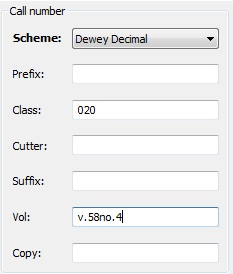 Call number
Scheme: Dewey Decimal
Prefix:
Class: 020
Cutter:
Suffix:
Vol: v.58no.4
Copy: